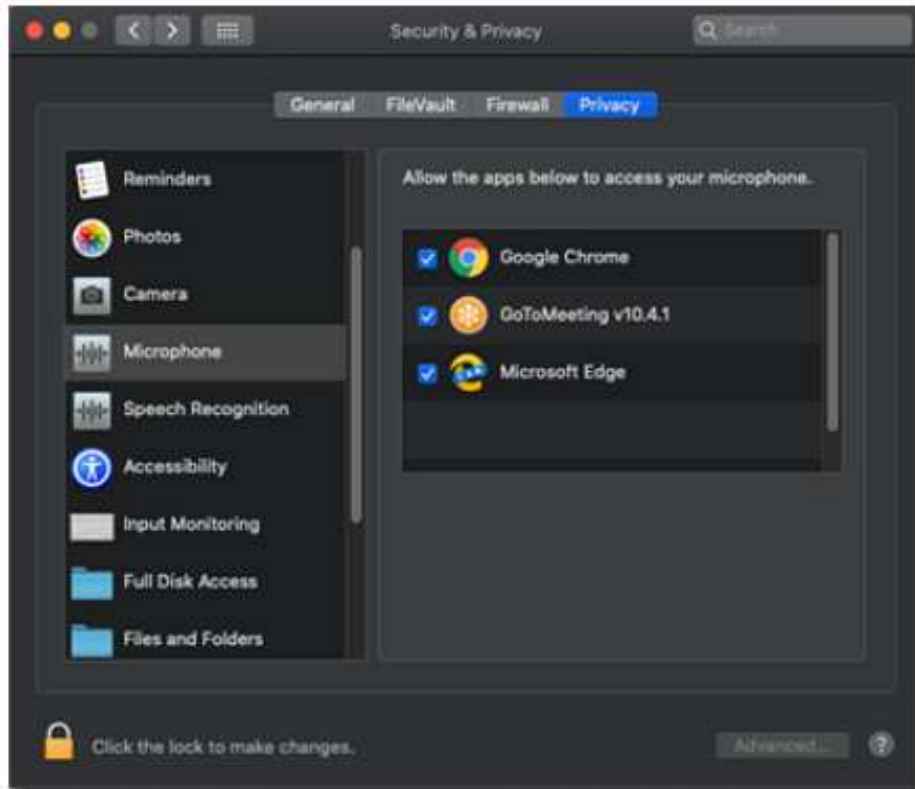 Security & Privacy
Search
General FileVault Firewall Privacy
Reminders
Photos
Camera
Microphone
Speech Recognition
Accessibility
Input Monitoring
Full Disk Access
Files and Folders
Allow the apps below to access your microphone.
Google Chrome
GoToMeeting v10.4.1
Microsoft Edge
Click the lock to make changes.
Advanced...
?